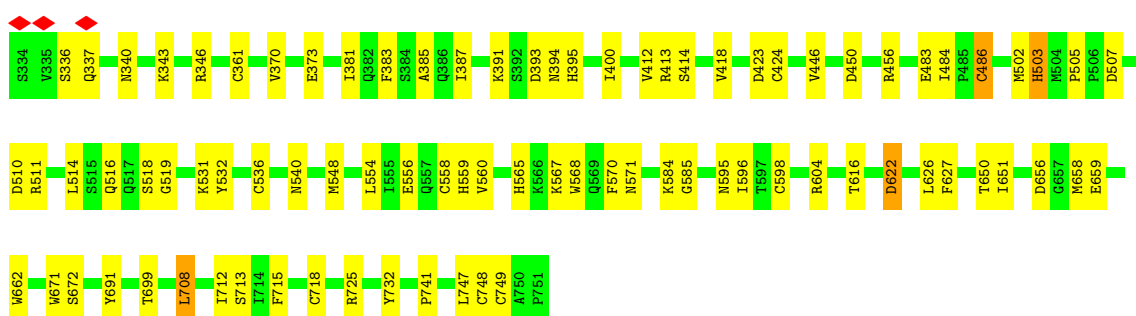 S334 V335 S336 Q337 N340 K343 R346 C361 V370 E373 I381 Q382 F383 S384 A385 Q386 I387 K391 S392 D393 N394 H395 I400 V412 R413 S414 V418 D423 C424 V446 D450 R456 E483 I484 P485 C486 M502 H503 M504 P505 P506 D507
D510 R511 L514 S515 Q516 Q517 S518 G519 K531 Y532 C536 N540 M548 L554 I555 E556 Q557 C558 H559 V560 H565 K566 K567 W568 Q569 F570 N571 K584 G585 N595 I596 T597 C598 R604 T616 D622 L626 F627 T650 I651 D656 G657 M658 E659
W662 W671 S672 Y691 T699 L708 I712 S713 I714 F715 C718 R725 Y732 P741 L747 C748 C749 A750 P751